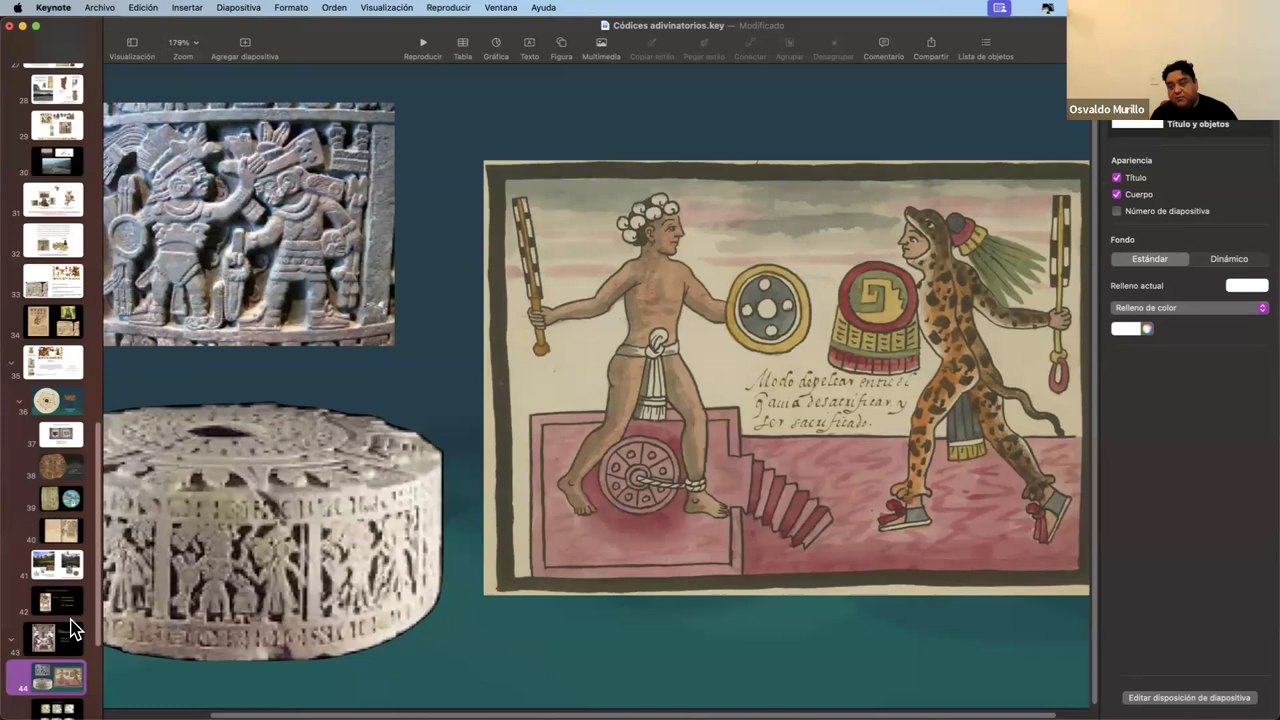 Keynote Archivo Edición Insertar Diapositiva Formato Orden Visualización Reproducir Ventana Ayuda
Códices adivinatorios.key — Modificado
179%
Visualización Zoom Agregar diapositiva Reproducir Tabla Gráfica Texto Figura Multimedia Copiar estilo Pegar estilo Conectar Agrupar Desagrupar Comentario Compartir Lista de objetos
Osvaldo Murillo
Título y objetos
Apariencia
Título
Cuerpo
Número de diapositiva
Fondo
Estándar Dinámico
Relleno actual
Relleno de color
Editar disposición de diapositiva
27
28
29
30
31
32
33
34
35
36
37
38
39
40
41
42
43
44
Modo de pelear entre el
q avia de sacrificar, y
ser sacrificado.